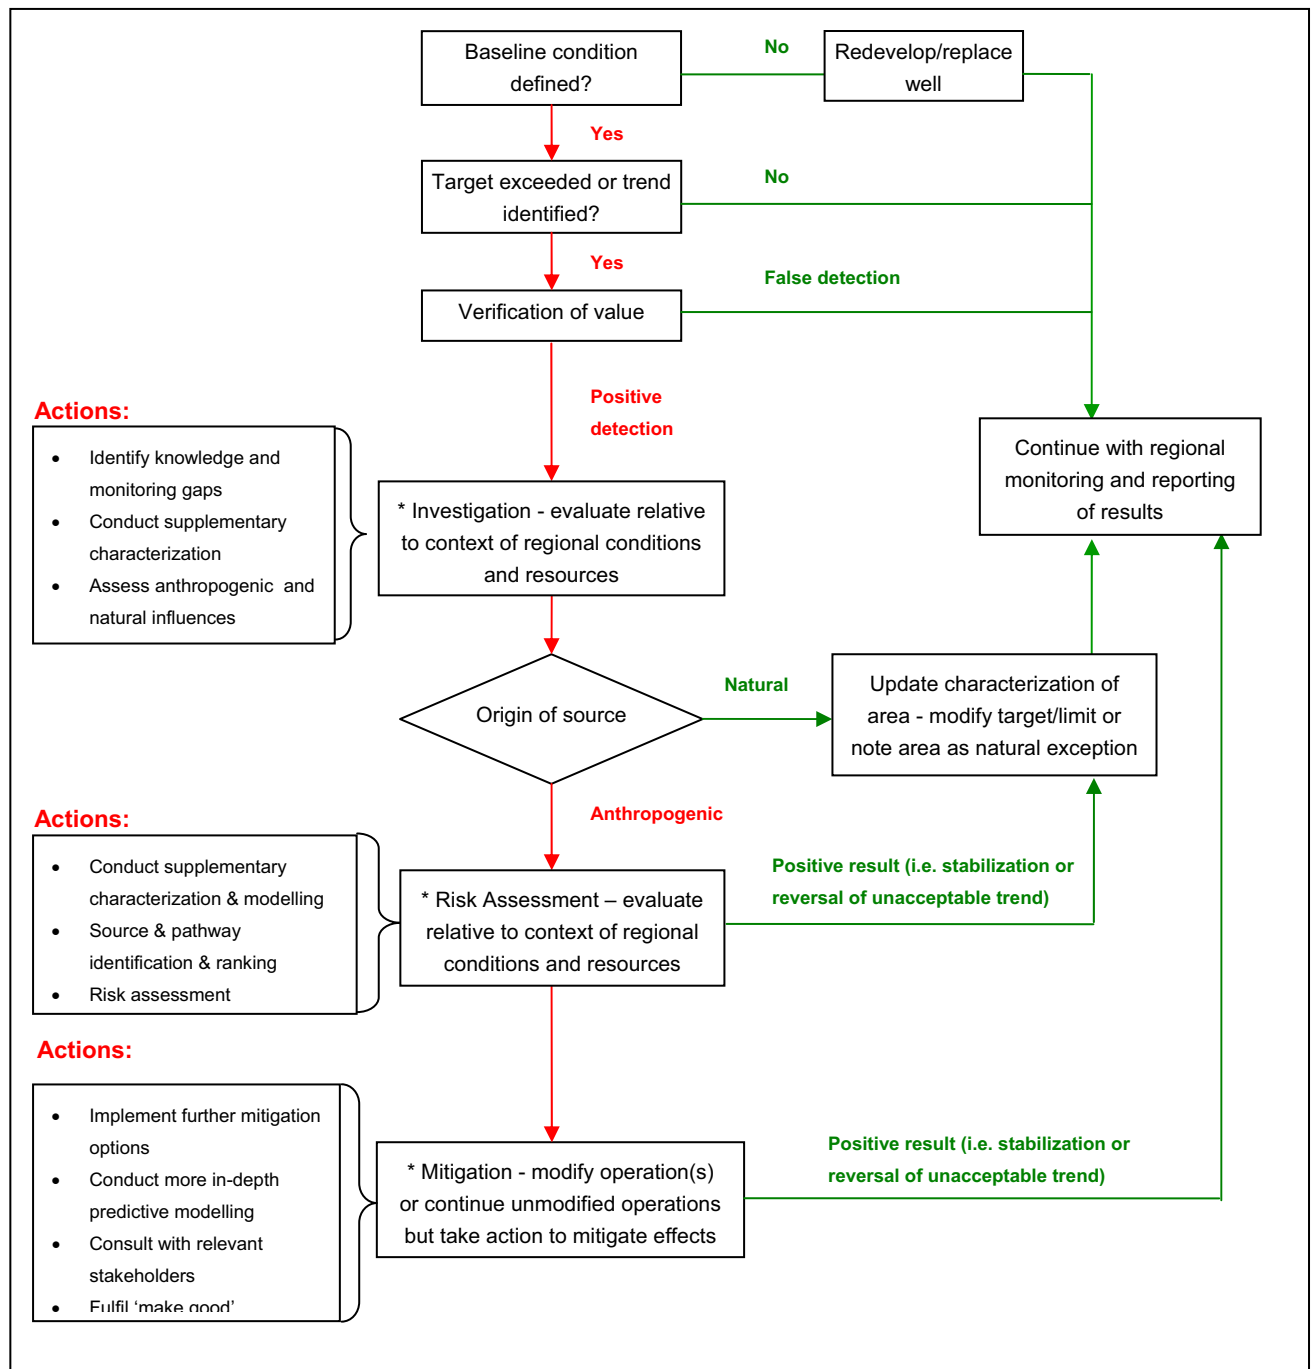 Baseline condition
defined?
No
Redevelop/replace
well
Yes
Target exceeded or trend
identified?
No
Yes
False detection
Verification of value
Positive
detection
Actions:
• Identify knowledge and
monitoring gaps
• Conduct supplementary
characterization
• Assess anthropogenic and
natural influences
* Investigation - evaluate relative
to context of regional conditions
and resources
Continue with regional
monitoring and reporting
of results
Origin of source
Natural
Update characterization of
area - modify target/limit or
note area as natural exception
Anthropogenic
Actions:
• Conduct supplementary
characterization & modelling
• Source & pathway
identification & ranking
• Risk assessment
* Risk Assessment – evaluate
relative to context of regional
conditions and resources
Positive result (i.e. stabilization or
reversal of unacceptable trend)
Actions:
• Implement further mitigation
options
• Conduct more in-depth
predictive modelling
• Consult with relevant
stakeholders
• Fulfil ‘make good’
* Mitigation - modify operation(s)
or continue unmodified operations
but take action to mitigate effects
Positive result (i.e. stabilization or
reversal of unacceptable trend)